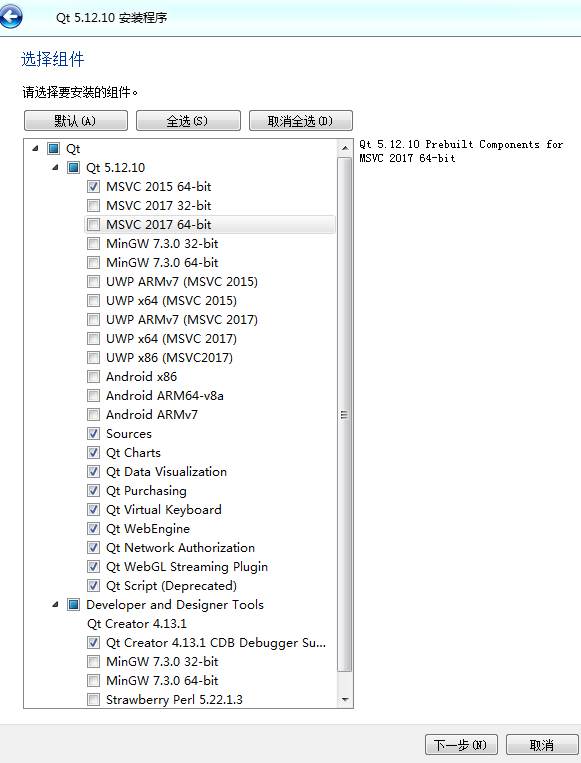 Qt 5.12.10 安装程序
选择组件
请选择要安装的组件。
默认(A) 全选(S) 取消全选(D)
Qt
Qt 5.12.10
MSVC 2015 64-bit
MSVC 2017 32-bit
MSVC 2017 64-bit
MinGW 7.3.0 32-bit
MinGW 7.3.0 64-bit
UWP ARMv7 (MSVC 2015)
UWP x64 (MSVC 2015)
UWP ARMv7 (MSVC 2017)
UWP x64 (MSVC 2017)
UWP x86 (MSVC2017)
Android x86
Android ARM64-v8a
Android ARMv7
Sources
Qt Charts
Qt Data Visualization
Qt Purchasing
Qt Virtual Keyboard
Qt WebEngine
Qt Network Authorization
Qt WebGL Streaming Plugin
Qt Script (Deprecated)
Developer and Designer Tools
Qt Creator 4.13.1
Qt Creator 4.13.1 CDB Debugger Su...
MinGW 7.3.0 32-bit
MinGW 7.3.0 64-bit
Strawberry Perl 5.22.1.3
Qt 5.12.10 Prebuilt Components for
MSVC 2017 64-bit
下一步(N) 取消